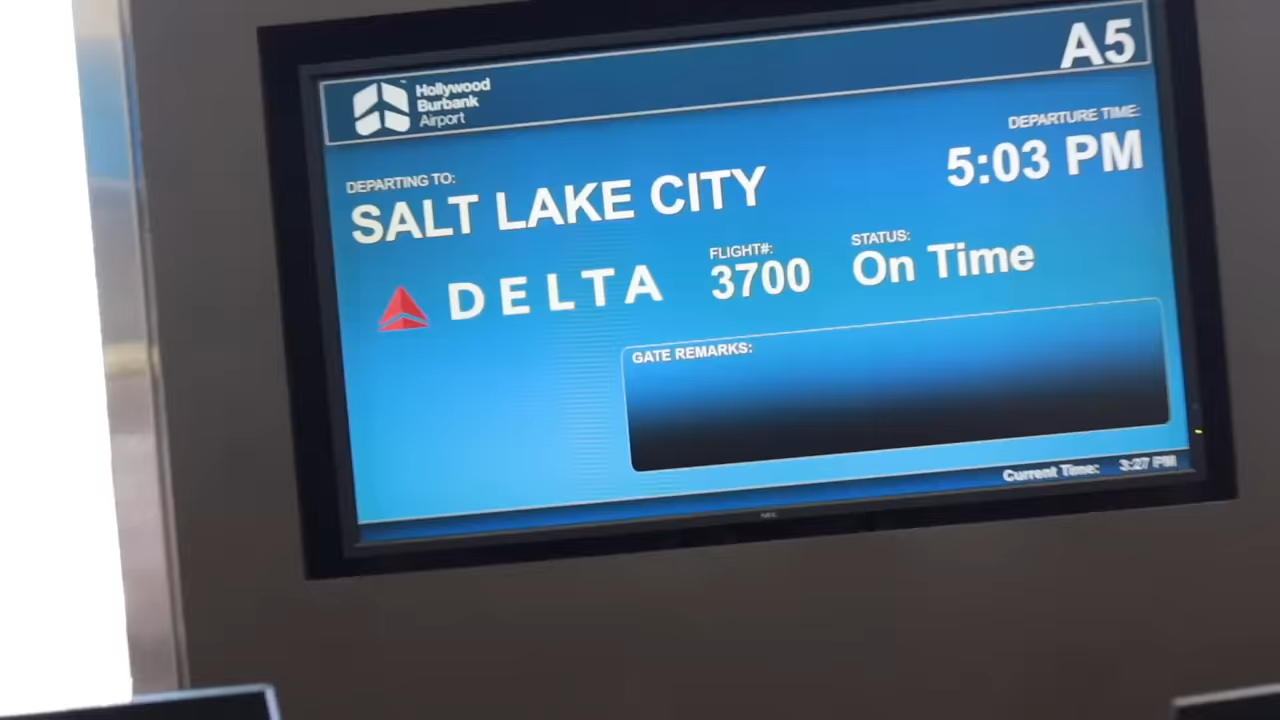 Hollywood
Burbank
Airport
A5
DEPARTING TO:
SALT LAKE CITY
DEPARTURE TIME:
5:03 PM
DELTA
FLIGHT#:
3700
STATUS:
On Time
GATE REMARKS:
Current Time: 3:27 PM
NEC